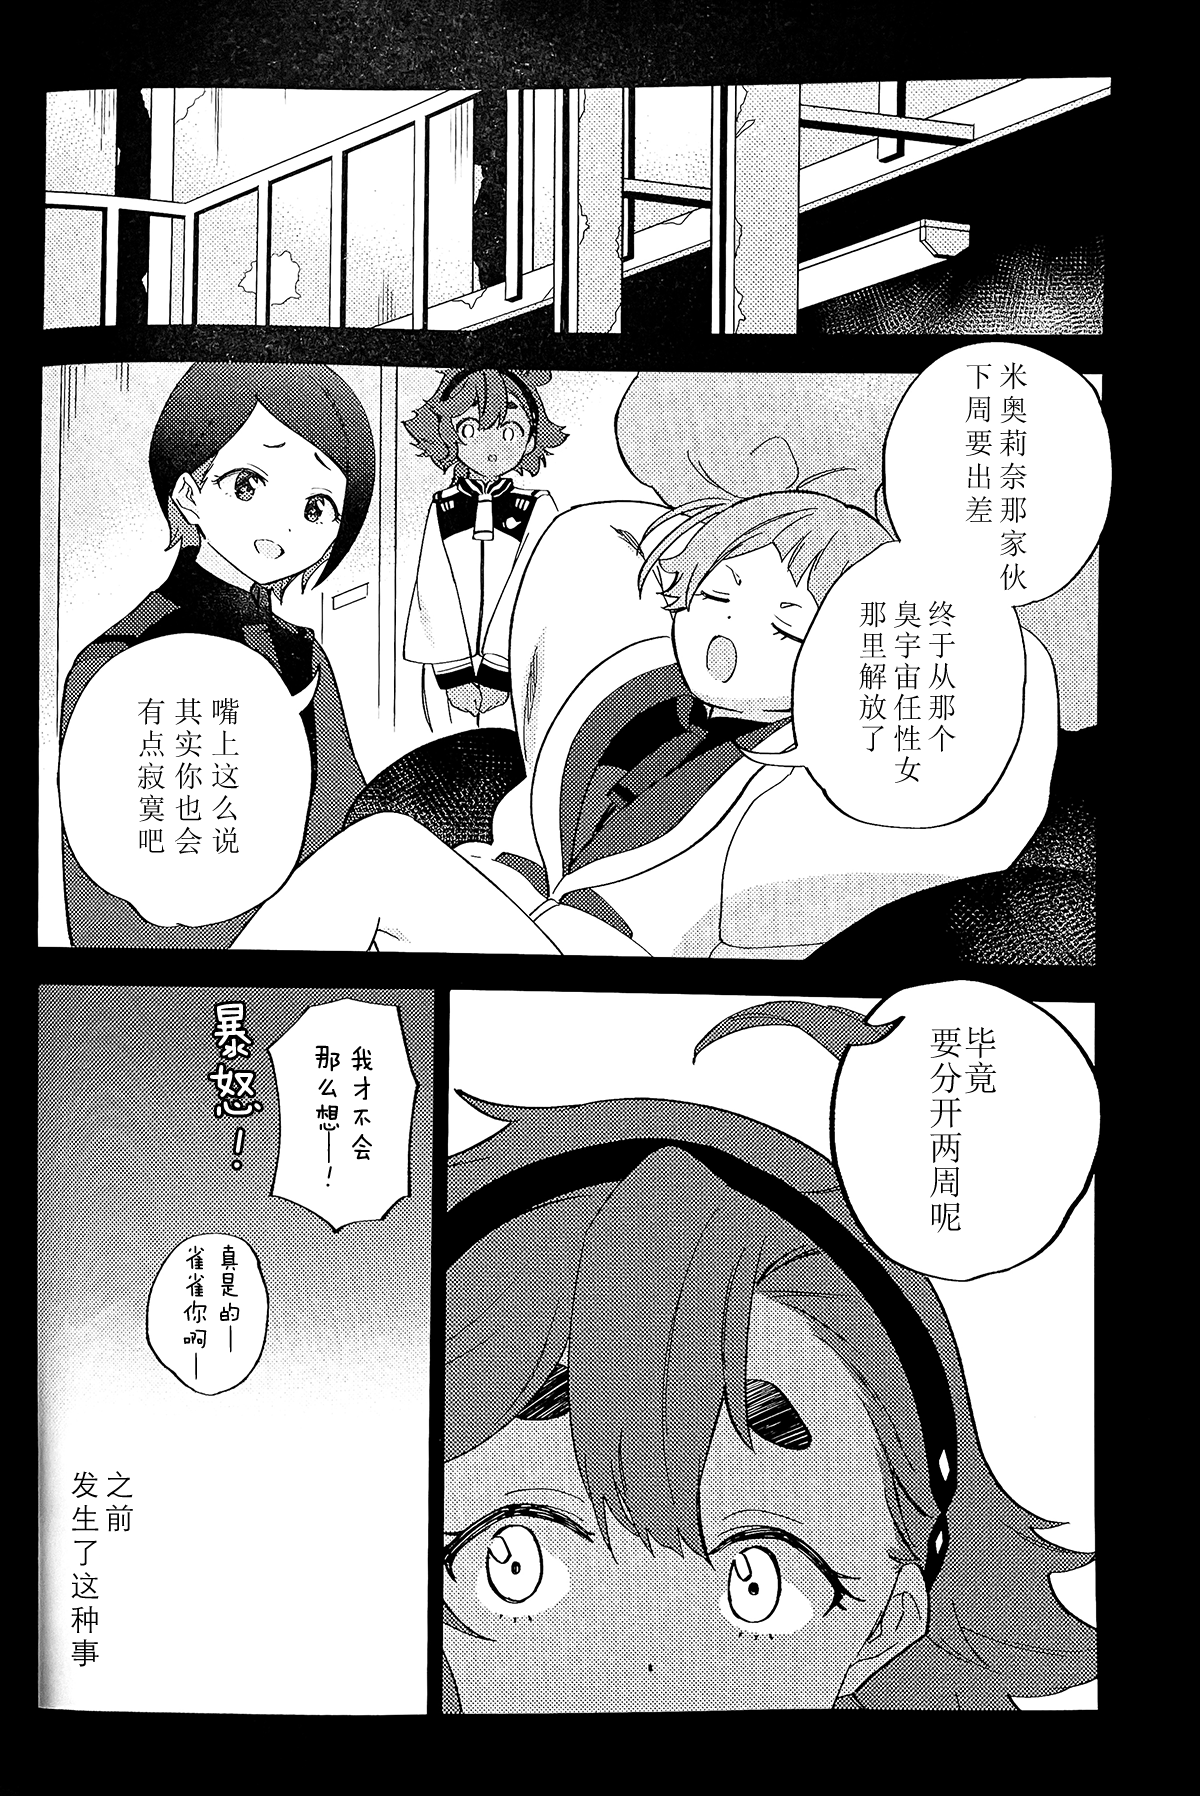 米奥莉奈那家伙
下周要出差
终于从那个
臭宇宙任性女
那里解放了
嘴上这么说
其实你也会
有点寂寞吧
毕竟
要分开两周呢
我才不会
那么想—！
暴怒！
真是的—
雀雀你啊—
之前
发生了这种事